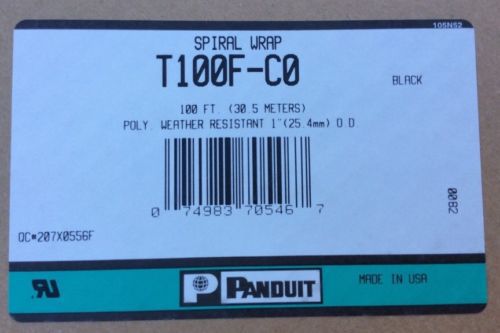 105N52
SPIRAL WRAP
T100F-C0
BLACK
100 FT. (30.5 METERS)
POLY. WEATHER RESISTANT 1"(25.4mm) O D.
0 74983 70546 7
00B2
OC#207X0556F
P PANDUIT
MADE IN USA